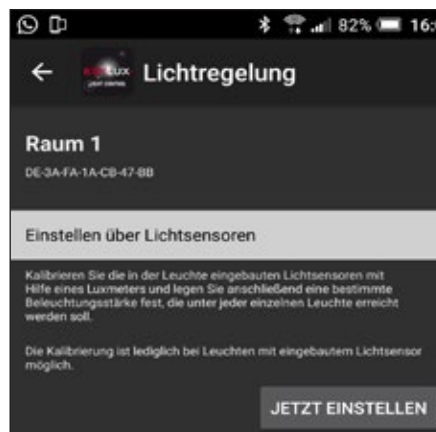 82% 16:
Lichtregelung
Raum 1
DE-3A-FA-1A-CB-47-BB
Einstellen über Lichtsensoren
Kalibrieren Sie die in der Leuchte eingebauten Lichtsensoren mit
Hilfe eines Luxmeters und legen Sie anschließend eine bestimmte
Beleuchtungsstärke fest, die unter jeder einzelnen Leuchte erreicht
werden soll.
Die Kalibrierung ist lediglich bei Leuchten mit eingebautem Lichtsensor
möglich.
JETZT EINSTELLEN